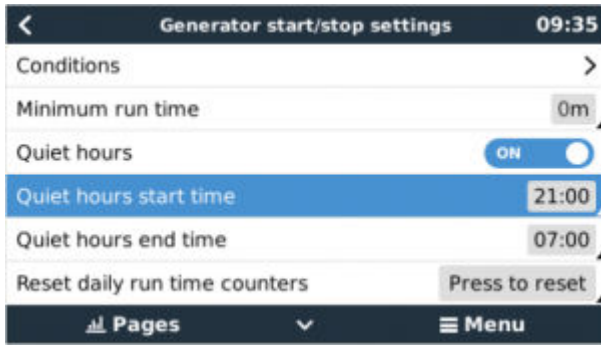 Generator start/stop settings 09:35
Conditions
Minimum run time 0m
Quiet hours ON
Quiet hours start time 21:00
Quiet hours end time 07:00
Reset daily run time counters Press to reset
Pages Menu